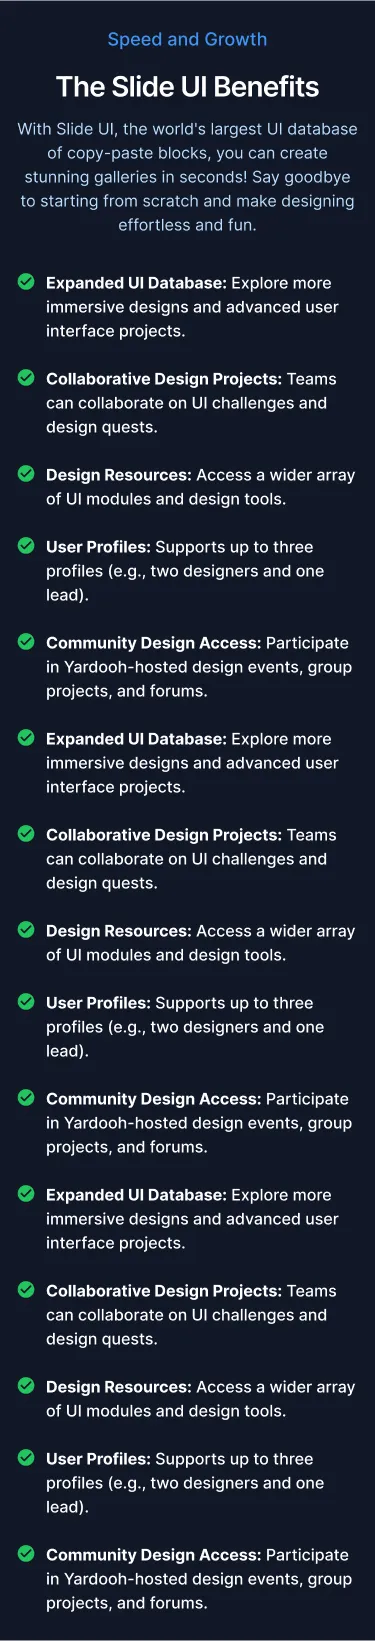 Speed and Growth
The Slide UI Benefits
With Slide UI, the world's largest UI database
of copy-paste blocks, you can create
stunning galleries in seconds! Say goodbye
to starting from scratch and make designing
effortless and fun.
Expanded UI Database: Explore more
immersive designs and advanced user
interface projects.
Collaborative Design Projects: Teams
can collaborate on UI challenges and
design quests.
Design Resources: Access a wider array
of UI modules and design tools.
User Profiles: Supports up to three
profiles (e.g., two designers and one
lead).
Community Design Access: Participate
in Yardooh-hosted design events, group
projects, and forums.
Expanded UI Database: Explore more
immersive designs and advanced user
interface projects.
Collaborative Design Projects: Teams
can collaborate on UI challenges and
design quests.
Design Resources: Access a wider array
of UI modules and design tools.
User Profiles: Supports up to three
profiles (e.g., two designers and one
lead).
Community Design Access: Participate
in Yardooh-hosted design events, group
projects, and forums.
Expanded UI Database: Explore more
immersive designs and advanced user
interface projects.
Collaborative Design Projects: Teams
can collaborate on UI challenges and
design quests.
Design Resources: Access a wider array
of UI modules and design tools.
User Profiles: Supports up to three
profiles (e.g., two designers and one
lead).
Community Design Access: Participate
in Yardooh-hosted design events, group
projects, and forums.